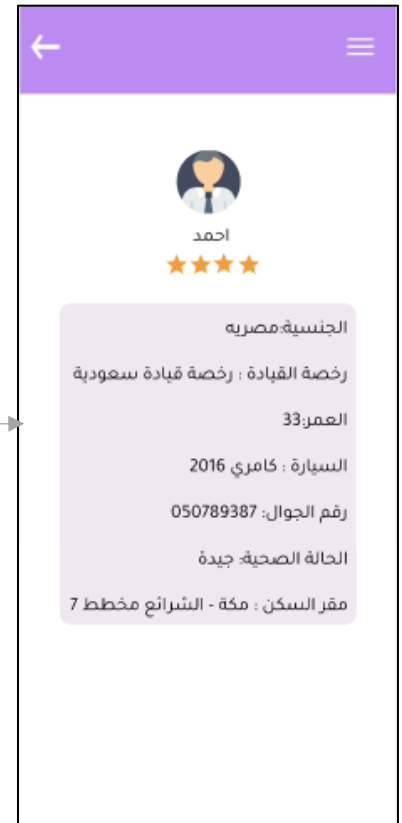 احمد
الجنسية:مصريه
رخصة القيادة : رخصة قيادة سعودية
العمر:33
السيارة : كامري 2016
رقم الجوال: 050789387
الحالة الصحية: جيدة
مقر السكن : مكة - الشرائع مخطط 7